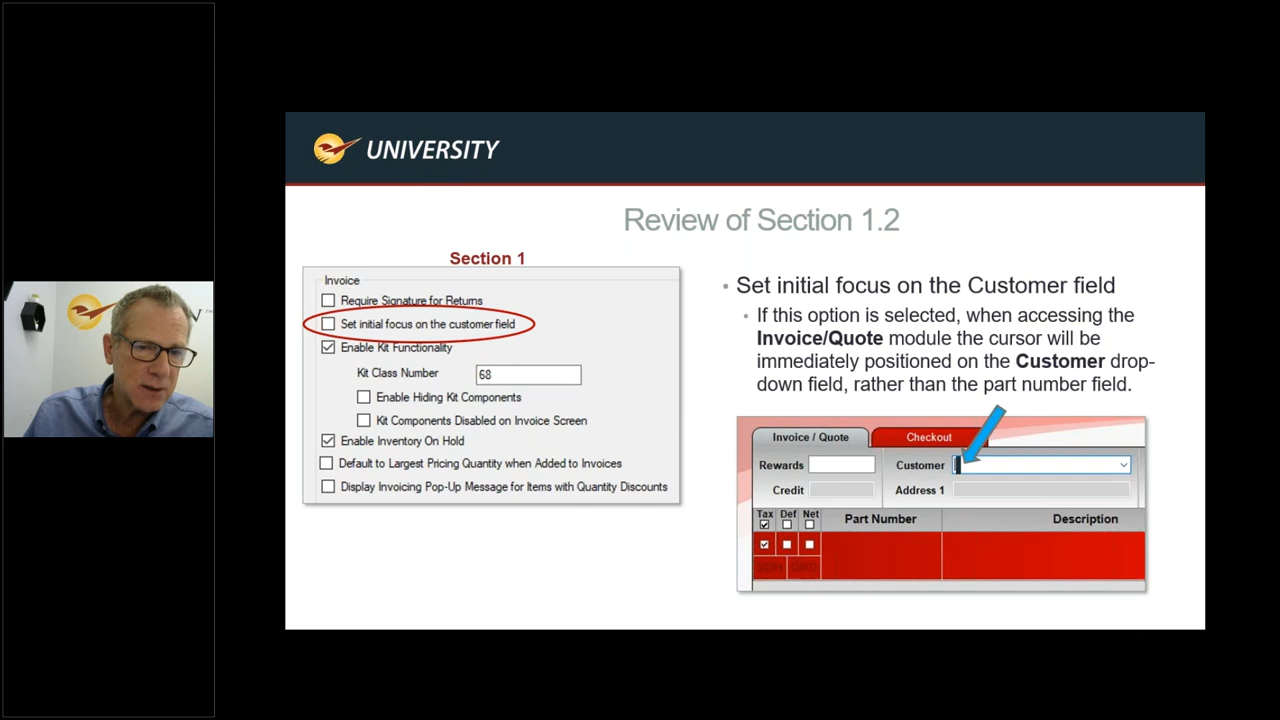 UNIVERSITY
Review of Section 1.2
Section 1
Invoice
Require Signature for Returns
Set initial focus on the customer field
Enable Kit Functionality
Kit Class Number
68
Enable Hiding Kit Components
Kit Components Disabled on Invoice Screen
Enable Inventory On Hold
Default to Largest Pricing Quantity when Added to Invoices
Display Invoicing Pop-Up Message for Items with Quantity Discounts
• Set initial focus on the Customer field
• If this option is selected, when accessing the
Invoice/Quote module the cursor will be
immediately positioned on the Customer drop-
down field, rather than the part number field.
Invoice / Quote Checkout
Rewards Customer
Credit Address 1
Tax Def Net Part Number Description